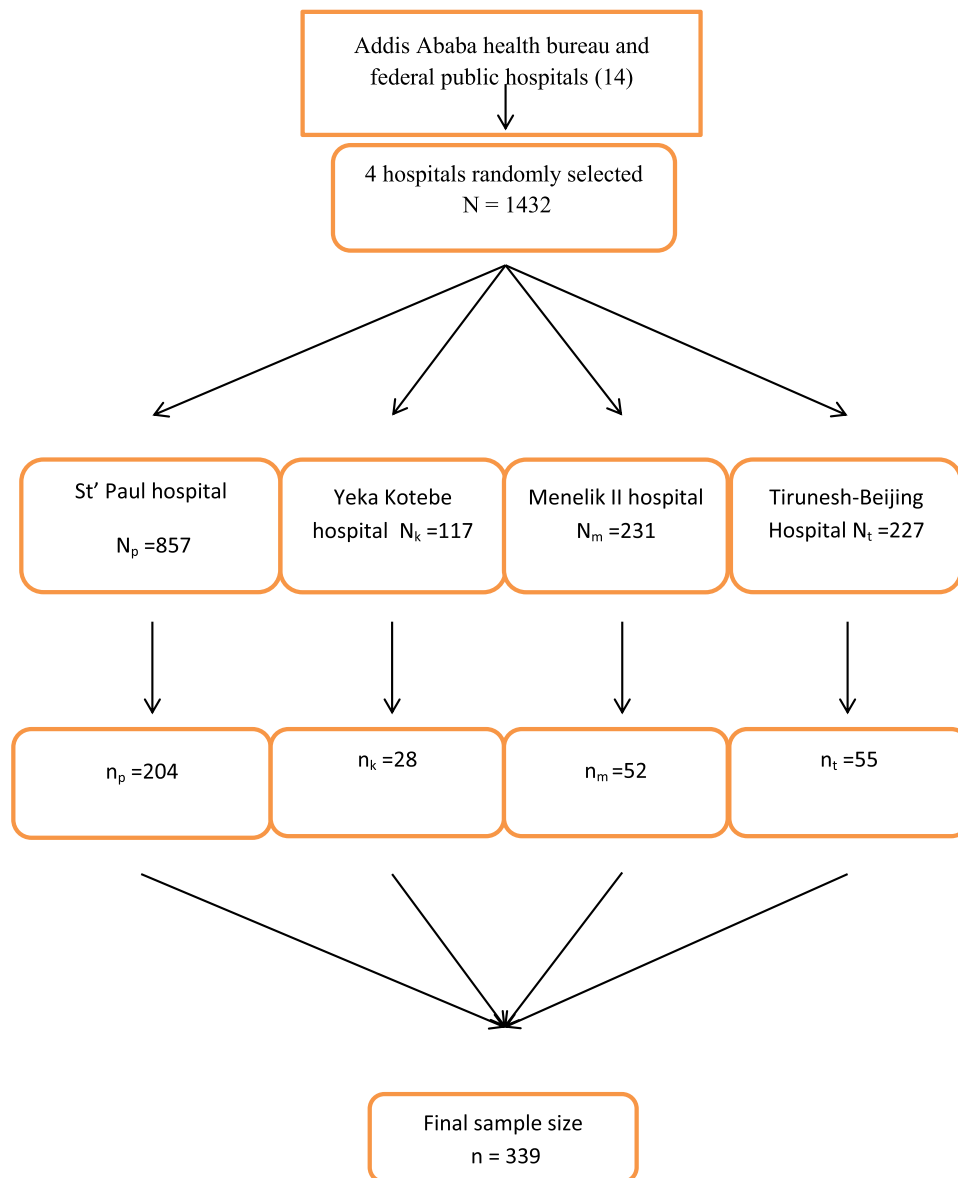 Addis Ababa health bureau and
federal public hospitals (14)
4 hospitals randomly selected
N = 1432
St’ Paul hospital
Nₚ =857
Yeka Kotebe
hospital Nₖ =117
Menelik II hospital
Nₘ =231
Tirunesh-Beijing
Hospital Nₜ =227
nₚ =204
nₖ =28
nₘ =52
nₜ =55
Final sample size
n = 339